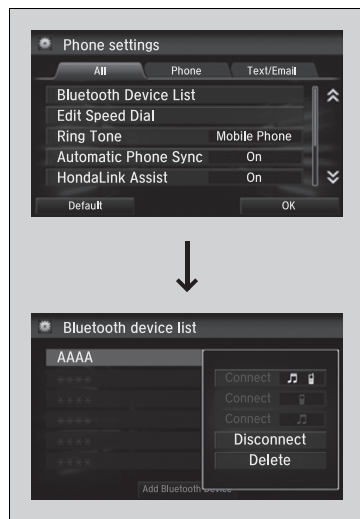 Phone settings
All Phone Text/Email
Bluetooth Device List
Edit Speed Dial
Ring Tone Mobile Phone
Automatic Phone Sync On
HondaLink Assist On
Default OK
Bluetooth device list
AAAA
****
Connect
****
Connect
****
Connect
****
Disconnect
****
Delete
Add Bluetooth Device